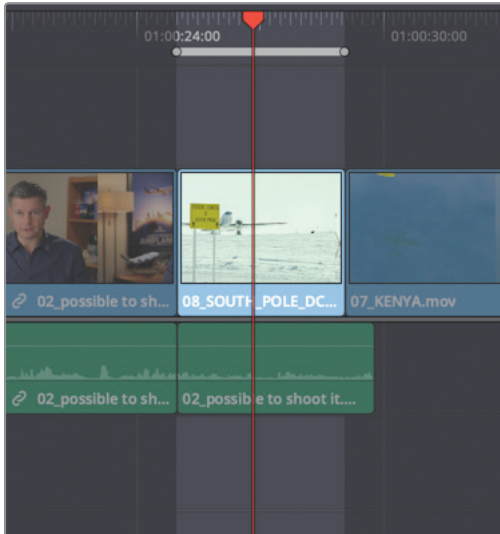 01:00:24:00
01:00:30:00
02_possible to sh...
08_SOUTH_POLE_DC...
07_KENYA.mov
02_possible to sh...
02_possible to shoot it....